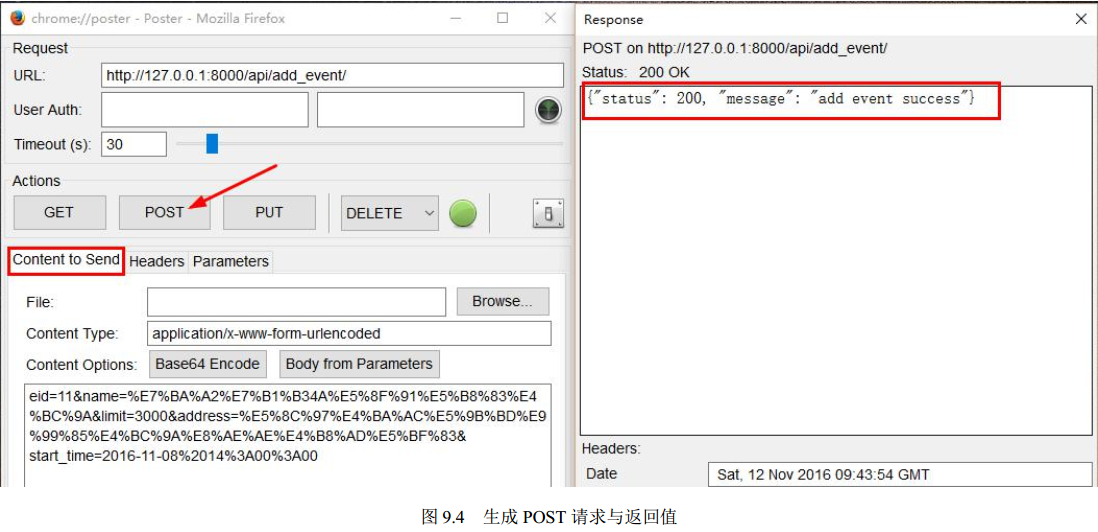 chrome://poster - Poster - Mozilla Firefox
Request
URL: http://127.0.0.1:8000/api/add_event/
User Auth:
Timeout (s): 30
Actions
GET POST PUT DELETE
Content to Send Headers Parameters
File: Browse...
Content Type: application/x-www-form-urlencoded
Content Options: Base64 Encode Body from Parameters
eid=11&name=%E7%BA%A2%E7%B1%B34A%E5%8F%91%E5%B8%83%E4
%BC%9A&limit=3000&address=%E5%8C%97%E4%BA%AC%E5%9B%BD%E9
%99%85%E4%BC%9A%E8%AE%AE%E4%B8%AD%E5%BF%83&
start_time=2016-11-08%2014%3A00%3A00
Response
POST on http://127.0.0.1:8000/api/add_event/
Status: 200 OK
{"status": 200, "message": "add event success"}
Headers:
Date Sat, 12 Nov 2016 09:43:54 GMT
图 9.4 生成 POST 请求与返回值